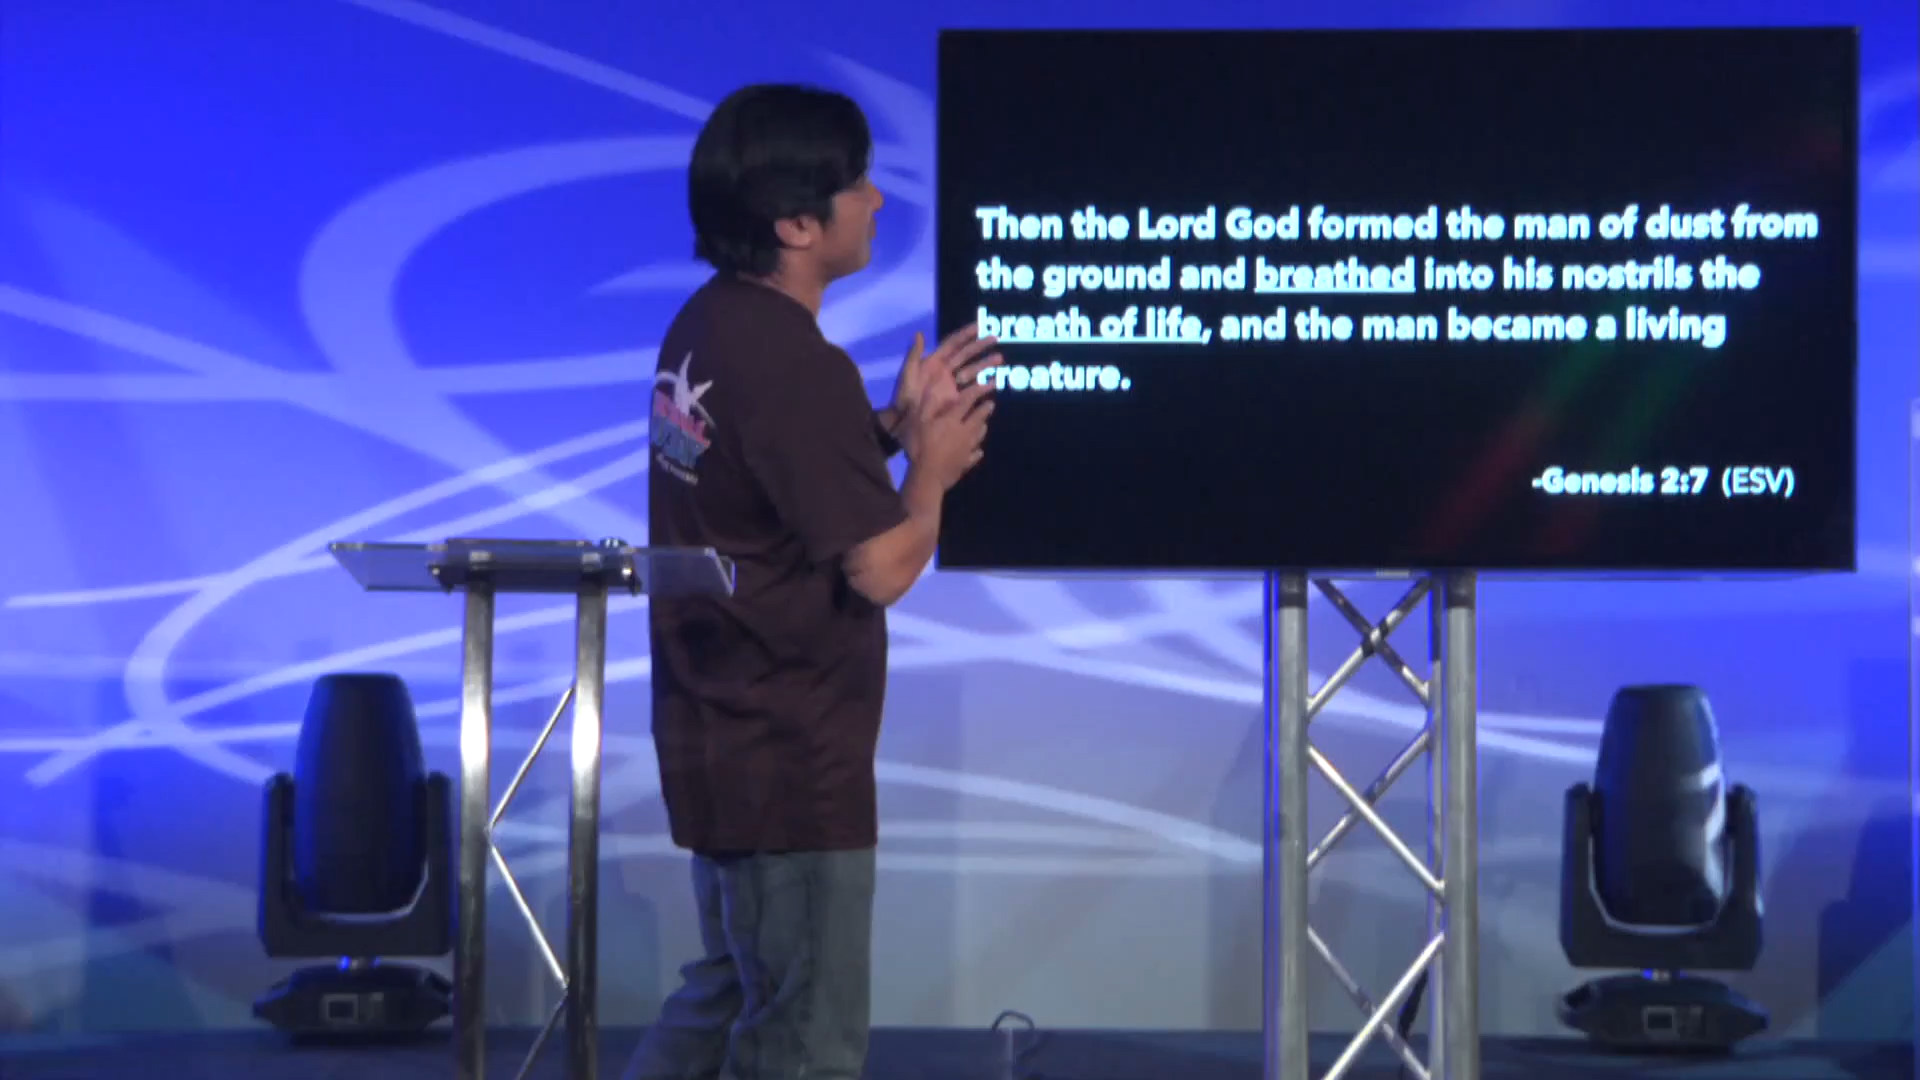 Then the Lord God formed the man of dust from
the ground and breathed into his nostrils the
breath of life, and the man became a living
creature.
-Genesis 2:7 (ESV)